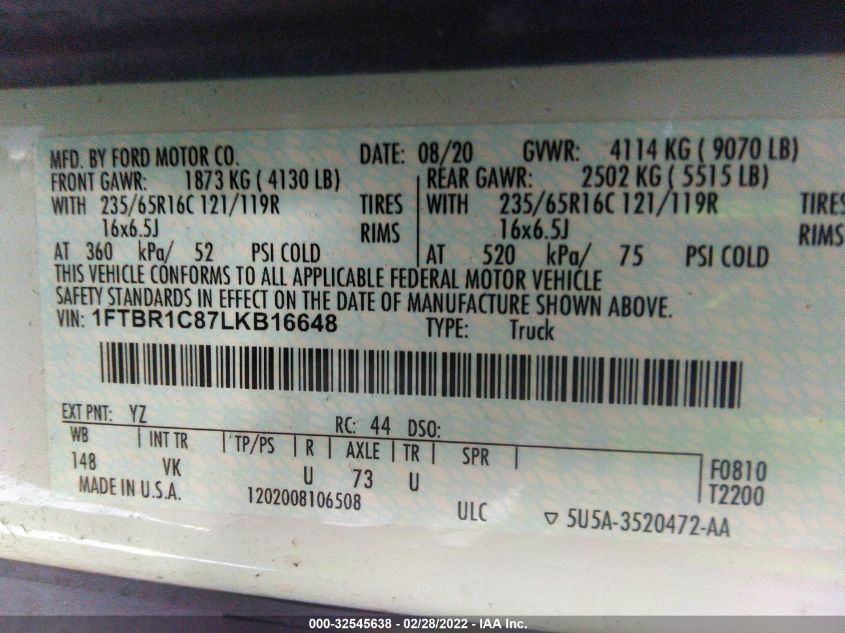 MFD. BY FORD MOTOR CO. DATE: 08/20 GVWR: 4114 KG ( 9070 LB)
FRONT GAWR: 1873 KG ( 4130 LB) REAR GAWR: 2502 KG ( 5515 LB)
WITH 235/65R16C 121/119R TIRES WITH 235/65R16C 121/119R TIRES
16x6.5J RIMS 16x6.5J RIMS
AT 360 kPa/ 52 PSI COLD AT 520 kPa/ 75 PSI COLD
THIS VEHICLE CONFORMS TO ALL APPLICABLE FEDERAL MOTOR VEHICLE
SAFETY STANDARDS IN EFFECT ON THE DATE OF MANUFACTURE SHOWN ABOVE.
VIN: 1FTBR1C87LKB16648 TYPE: Truck
EXT PNT: YZ RC: 44 DSO:
WB INT TR TP/PS R AXLE TR SPR
148 VK U 73 U F0810
MADE IN U.S.A. 1202008106508 T2200
ULC ▽ 5U5A-3520472-AA
000-32545638 - 02/28/2022 - IAA Inc.